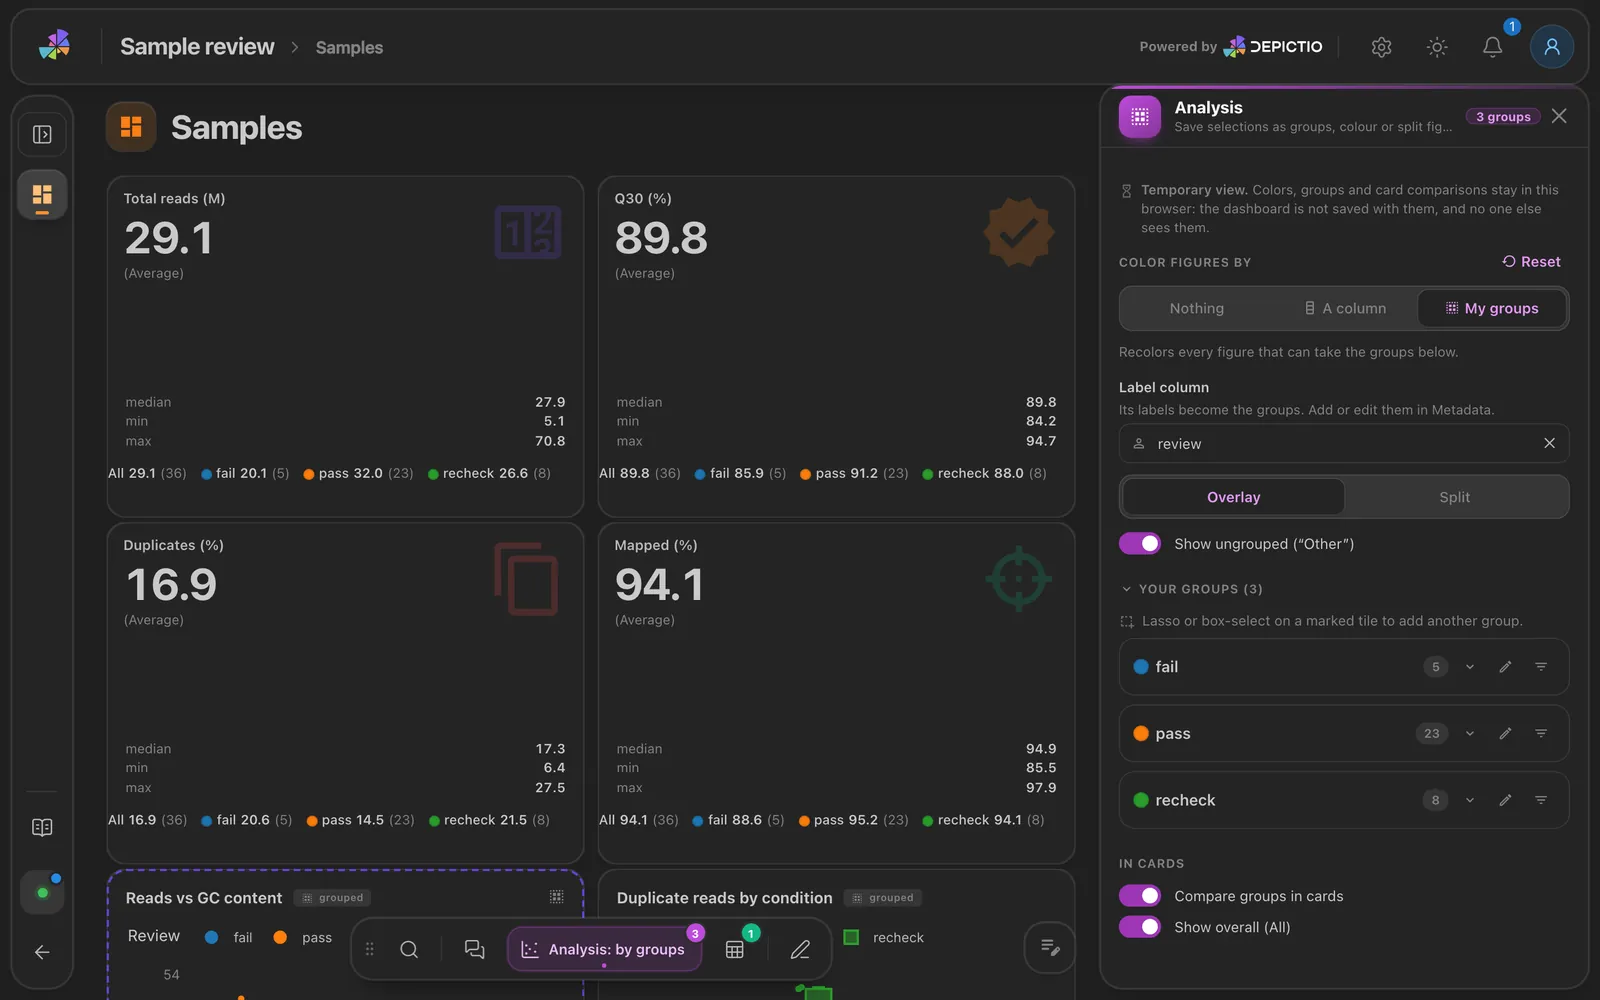 Sample review
Samples
Powered by DEPICTIO
1
Samples
Total reads (M)
29.1
(Average)
median 27.9
min 5.1
max 70.8
All 29.1 (36) fail 20.1 (5) pass 32.0 (23) recheck 26.6 (8)
Q30 (%)
89.8
(Average)
median 89.8
min 84.2
max 94.7
All 89.8 (36) fail 85.9 (5) pass 91.2 (23) recheck 88.0 (8)
Duplicates (%)
16.9
(Average)
median 17.3
min 6.4
max 27.5
All 16.9 (36) fail 20.6 (5) pass 14.5 (23) recheck 21.5 (8)
Mapped (%)
94.1
(Average)
median 94.9
min 85.5
max 97.9
All 94.1 (36) fail 88.6 (5) pass 95.2 (23) recheck 94.1 (8)
Reads vs GC content grouped
Review fail pass
54
Duplicate reads by condition grouped
recheck
Analysis: by groups 3
1
Analysis
Save selections as groups, colour or split fig...
3 groups
Temporary view. Colors, groups and card comparisons stay in this
browser: the dashboard is not saved with them, and no one else
sees them.
COLOR FIGURES BY
Reset
Nothing A column My groups
Recolors every figure that can take the groups below.
Label column
Its labels become the groups. Add or edit them in Metadata.
review
Overlay Split
Show ungrouped (“Other”)
YOUR GROUPS (3)
Lasso or box-select on a marked tile to add another group.
fail 5
pass 23
recheck 8
IN CARDS
Compare groups in cards
Show overall (All)